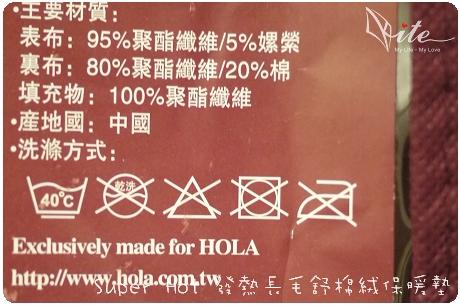 •主要材質:
Vite
My Life - My Love
表布: 95%聚酯纖維/5%嫘縈
裏布: 80%聚酯纖維/20%棉
填充物: 100%聚酯纖維
•産地國: 中國
•洗滌方式:
40°C
乾洗
Exclusively made for HOLA
http://www.hola.com.tw
Super Hot 發熱長毛舒棉絨保暖墊